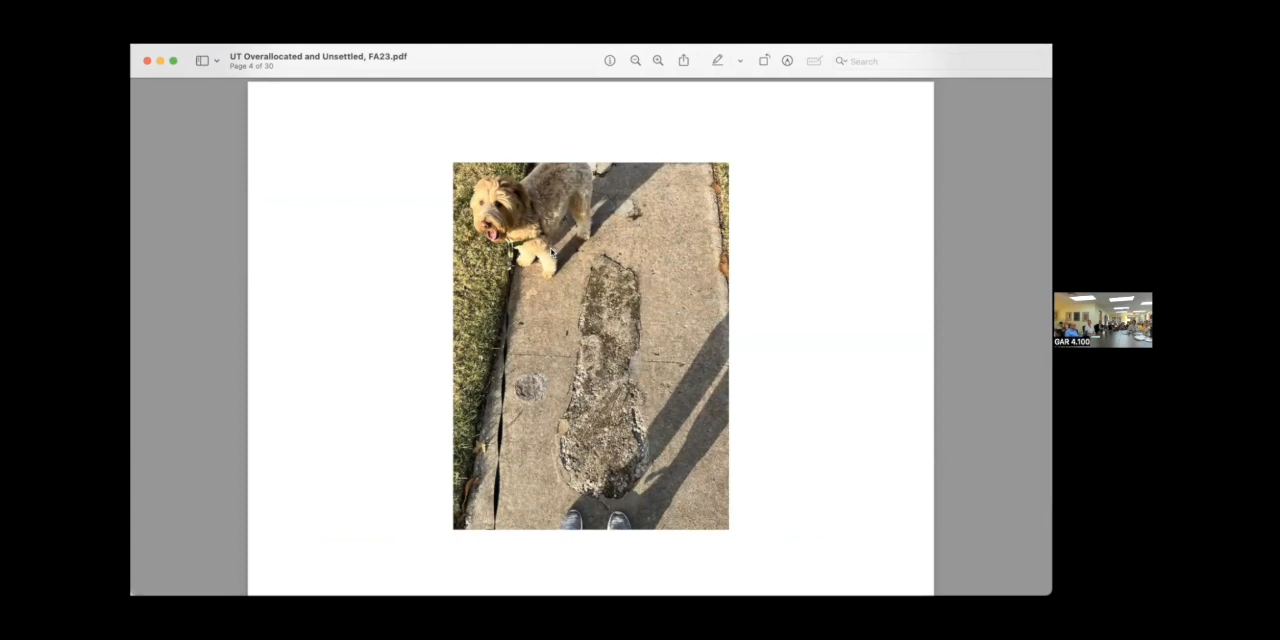 UT Overallocated and Unsettled, FA23.pdf
Page 4 of 30
Search
GAR 4.100